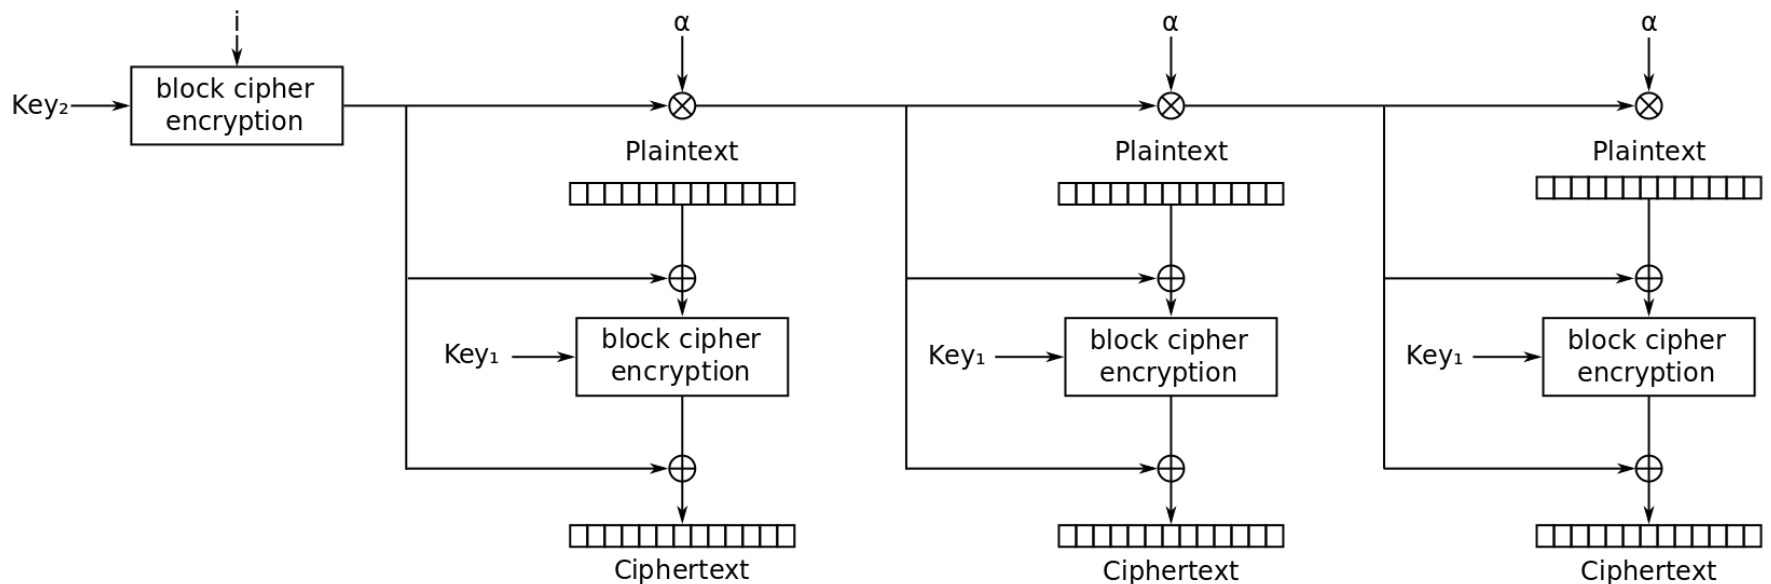 i
α
α
α
Key₂
block cipher
encryption
Plaintext
Plaintext
Plaintext
Key₁
block cipher
encryption
Key₁
block cipher
encryption
Key₁
block cipher
encryption
Ciphertext
Ciphertext
Ciphertext